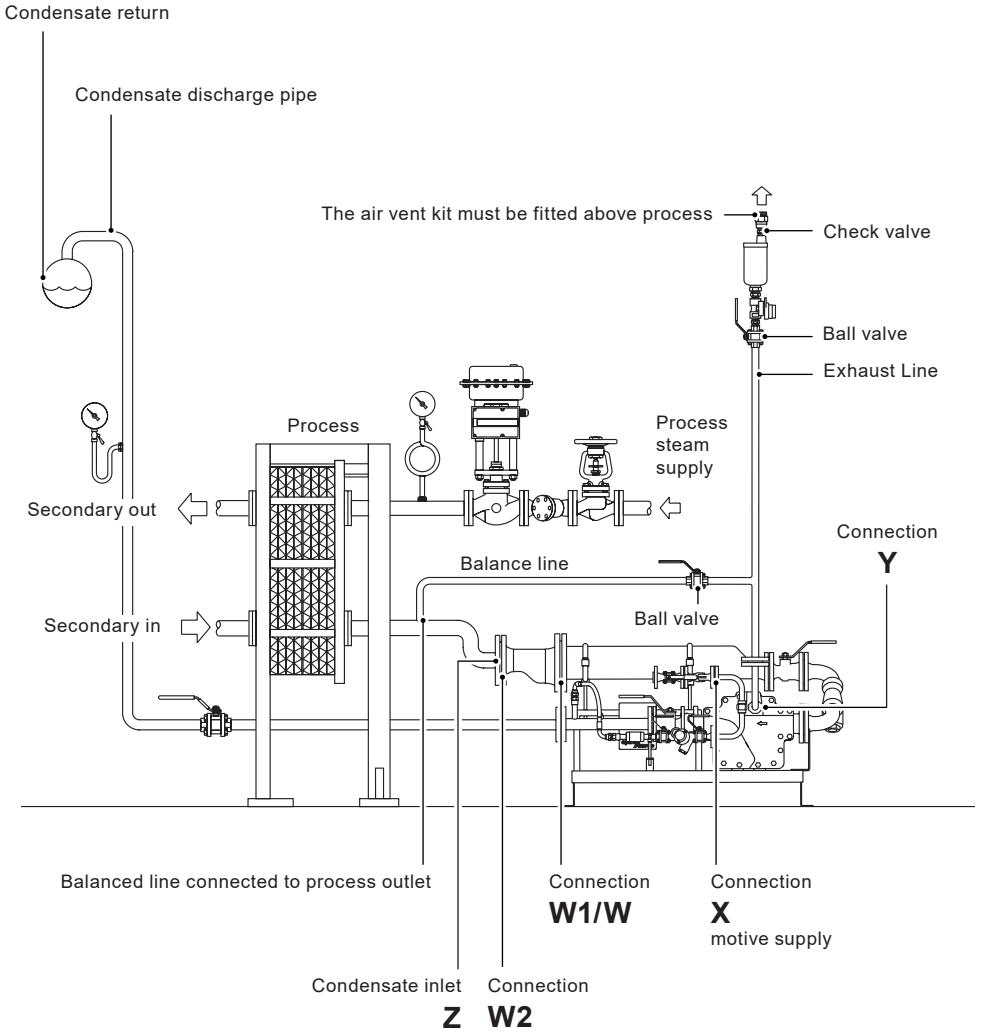 Condensate return
Condensate discharge pipe
The air vent kit must be fitted above process
Check valve
Ball valve
Exhaust Line
Process
Process
steam
supply
Secondary out
Connection
Y
Balance line
Secondary in
Ball valve
Balanced line connected to process outlet
Connection
W1/W
Connection
X
motive supply
Condensate inlet
Z
Connection
W2